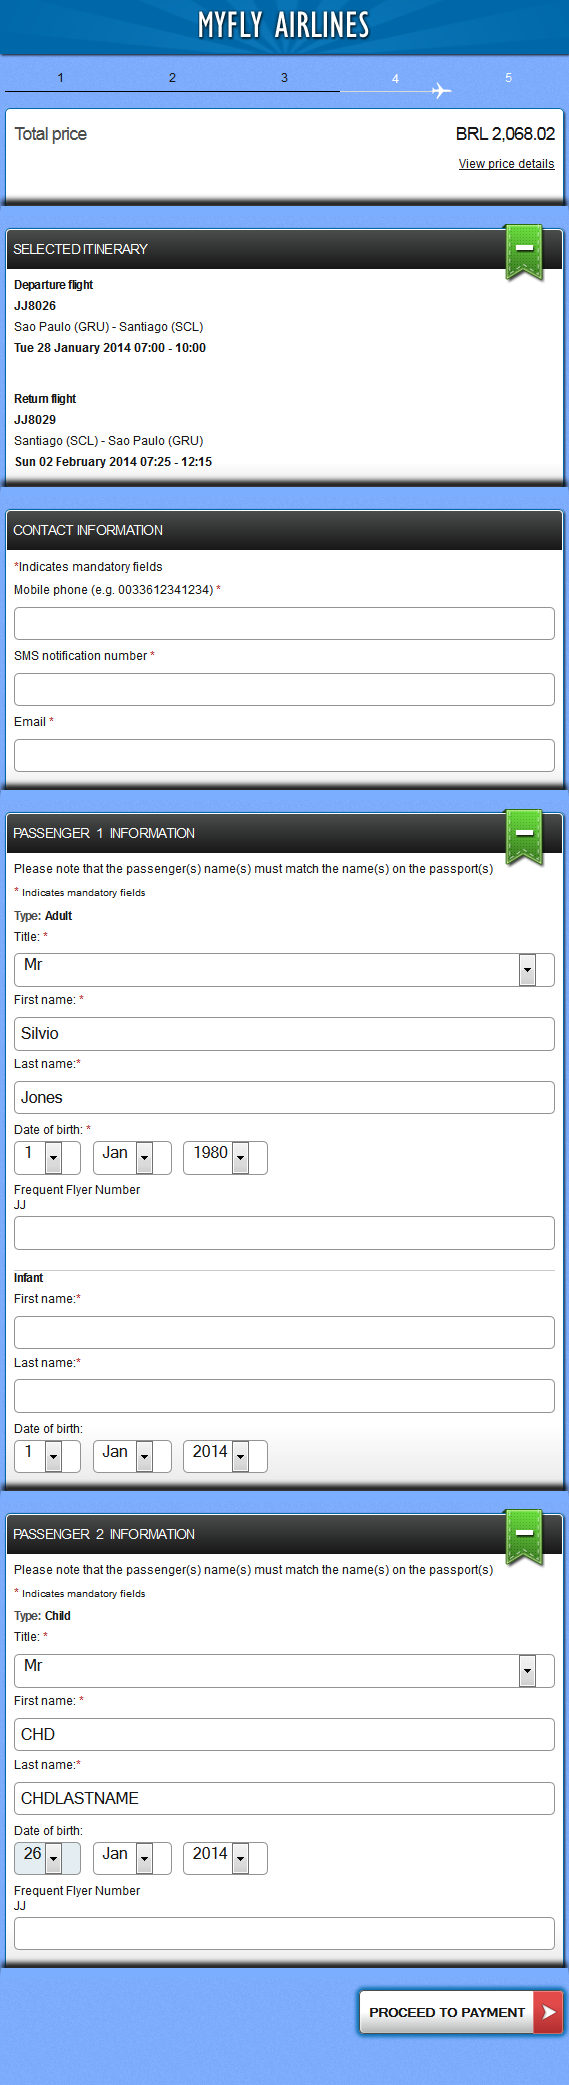 MYFLY AIRLINES
1 2 3 4 5
Total price BRL 2,068.02
View price details
SELECTED ITINERARY
Departure flight
JJ8026
Sao Paulo (GRU) - Santiago (SCL)
Tue 28 January 2014 07:00 - 10:00
Return flight
JJ8029
Santiago (SCL) - Sao Paulo (GRU)
Sun 02 February 2014 07:25 - 12:15
CONTACT INFORMATION
*Indicates mandatory fields
Mobile phone (e.g. 0033612341234) *
SMS notification number *
Email *
PASSENGER 1 INFORMATION
Please note that the passenger(s) name(s) must match the name(s) on the passport(s)
* Indicates mandatory fields
Type: Adult
Title: *
Mr
First name: *
Silvio
Last name:*
Jones
Date of birth: *
1 Jan 1980
Frequent Flyer Number
JJ
Infant
First name:*
Last name:*
Date of birth:
1 Jan 2014
PASSENGER 2 INFORMATION
Please note that the passenger(s) name(s) must match the name(s) on the passport(s)
* Indicates mandatory fields
Type: Child
Title: *
Mr
First name: *
CHD
Last name:*
CHDLASTNAME
Date of birth:
26 Jan 2014
Frequent Flyer Number
JJ
PROCEED TO PAYMENT